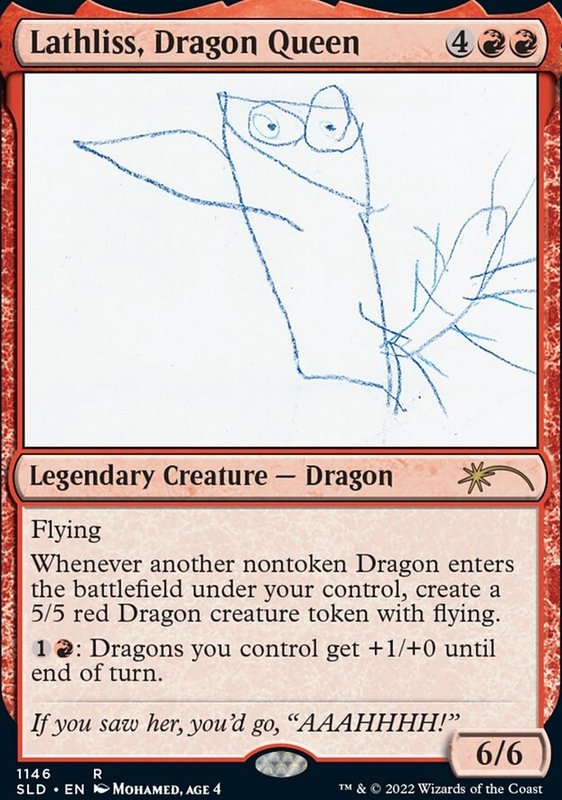 Lathliss, Dragon Queen 4
Legendary Creature — Dragon
Flying
Whenever another nontoken Dragon enters
the battlefield under your control, create a
5/5 red Dragon creature token with flying.
1: Dragons you control get +1/+0 until
end of turn.
If you saw her, you’d go, “AAAHHHH!”
6/6
1146 R
SLD • EN Mohamed, age 4
™ & © 2022 Wizards of the Coast